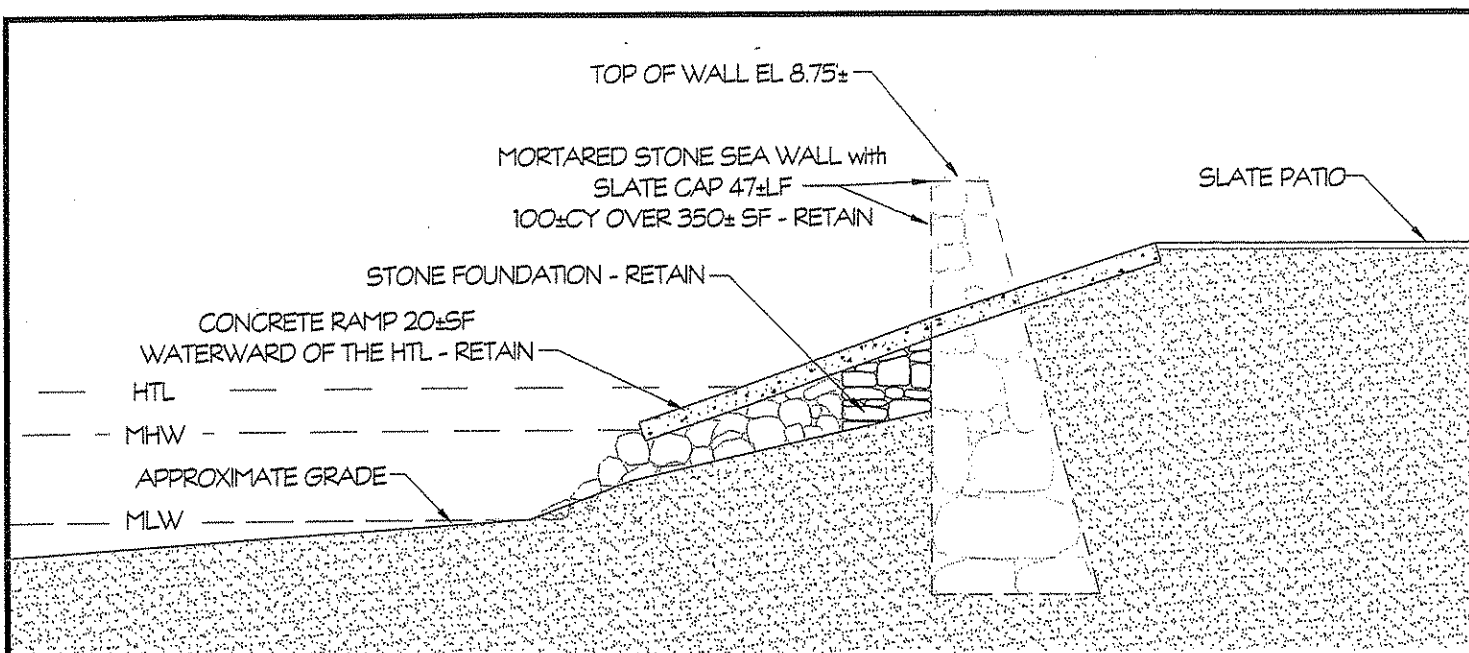 TOP OF WALL EL 8.75±
MORTARED STONE SEA WALL with
SLATE CAP 47±LF
100±CY OVER 350± SF - RETAIN
SLATE PATIO
STONE FOUNDATION - RETAIN
CONCRETE RAMP 20±SF
WATERWARD OF THE HTL - RETAIN
HTL
MHW
APPROXIMATE GRADE
MLW